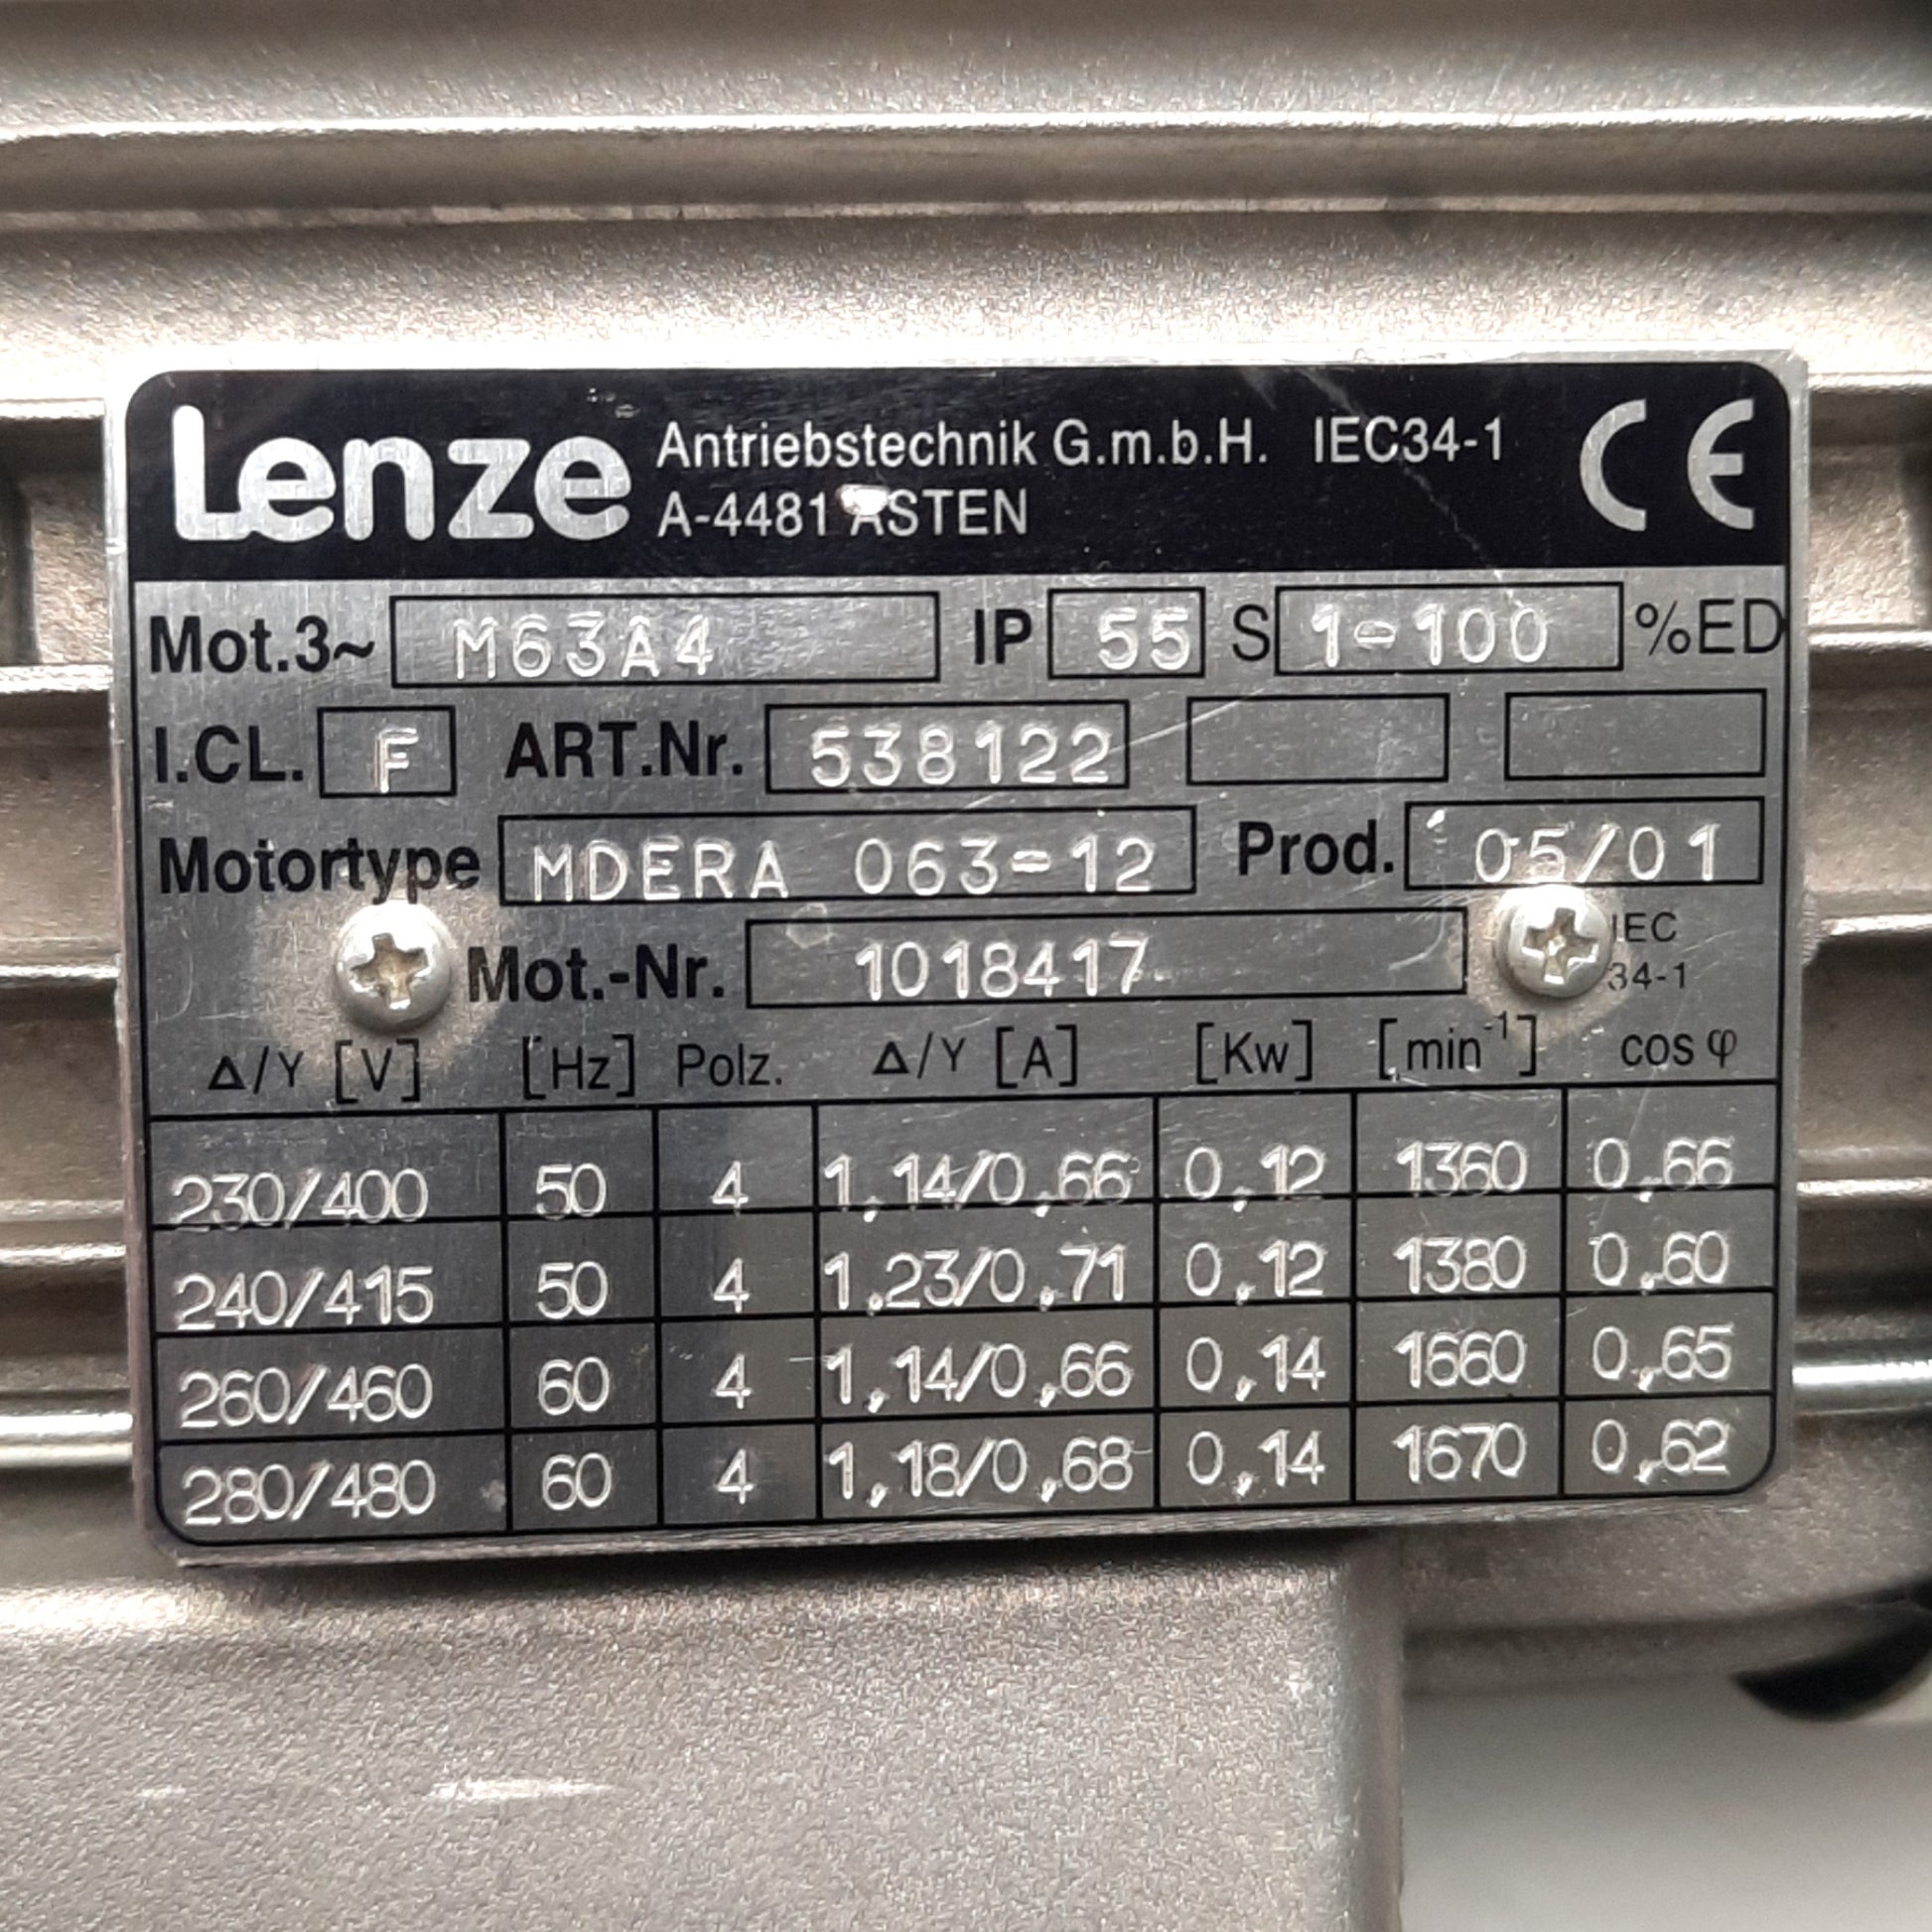 Lenze Antriebstechnik G.m.b.H. IEC34-1 CE
A-4481 ASTEN
Mot.3~ M63A4 IP 55 S 1-100 %ED
I.CL. F ART.Nr. 538122
Motortype MDERA 063-12 Prod. 05/01
Mot.-Nr. 1018417 IEC
34-1
Δ/Y [V] [Hz] Polz. Δ/Y [A] [Kw] [min⁻¹] cos φ
230/400 50 4 1,14/0,66 0,12 1360 0,66
240/415 50 4 1,23/0,71 0,12 1380 0,60
260/460 60 4 1,14/0,66 0,14 1660 0,65
280/480 60 4 1,18/0,68 0,14 1670 0,62